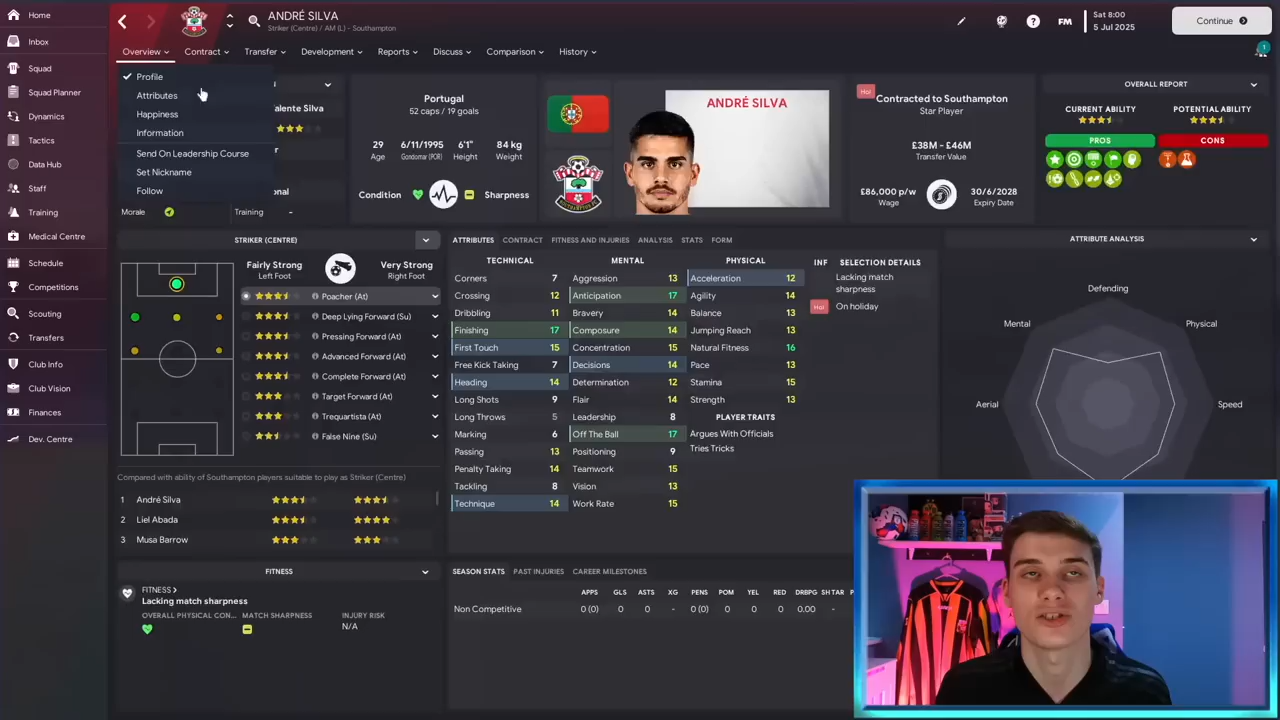 Home
Inbox
Squad
Squad Planner
Dynamics
Tactics
Data Hub
Staff
Training
Medical Centre
Schedule
Competitions
Scouting
Transfers
Club Info
Club Vision
Finances
Dev. Centre
ANDRÉ SILVA
Striker (Centre) / AM (L) - Southampton
FM
Sat 8:00
5 Jul 2025
Continue
Overview
Contract
Transfer
Development
Reports
Discuss
Comparison
History
1
Profile
Attributes
Happiness
Information
Send On Leadership Course
Set Nickname
Follow
alente Silva
Morale
Training -
Portugal
52 caps / 19 goals
29 6/11/1995 6'1" 84 kg
Age Gondomar (POR) Height Weight
Condition Sharpness
ANDRÉ SILVA
Hol
Contracted to Southampton
Star Player
£38M - £46M
Transfer Value
£86,000 p/w
Wage
30/6/2028
Expiry Date
OVERALL REPORT
CURRENT ABILITY POTENTIAL ABILITY
PROS CONS
STRIKER (CENTRE)
Fairly Strong
Left Foot
Very Strong
Right Foot
Poacher (At)
Deep Lying Forward (Su)
Pressing Forward (At)
Advanced Forward (At)
Complete Forward (At)
Target Forward (At)
Trequartista (At)
False Nine (Su)
Compared with ability of Southampton players suitable to play as Striker (Centre)
1 André Silva
2 Liel Abada
3 Musa Barrow
FITNESS
FITNESS >
Lacking match sharpness
OVERALL PHYSICAL CON... MATCH SHARPNESS INJURY RISK
N/A
ATTRIBUTES CONTRACT FITNESS AND INJURIES ANALYSIS STATS FORM
TECHNICAL
Corners 7
Crossing 12
Dribbling 11
Finishing 17
First Touch 15
Free Kick Taking 7
Heading 14
Long Shots 9
Long Throws 5
Marking 6
Passing 13
Penalty Taking 14
Tackling 8
Technique 14
MENTAL
Aggression 13
Anticipation 17
Bravery 14
Composure 14
Concentration 15
Decisions 14
Determination 12
Flair 14
Leadership 8
Off The Ball 17
Positioning 9
Teamwork 15
Vision 13
Work Rate 15
PHYSICAL
Acceleration 12
Agility 14
Balance 13
Jumping Reach 13
Natural Fitness 16
Pace 13
Stamina 15
Strength 13
PLAYER TRAITS
Argues With Officials
Tries Tricks
INF SELECTION DETAILS
Lacking match
sharpness
Hol On holiday
ATTRIBUTE ANALYSIS
Defending
Mental
Physical
Aerial
Speed
SEASON STATS PAST INJURIES CAREER MILESTONES
APPS GLS ASTS XG PENS POM YEL RED DRBPG SH TAR
Non Competitive 0 (0) 0 0 - 0 (0) 0 0 0 0.00 0